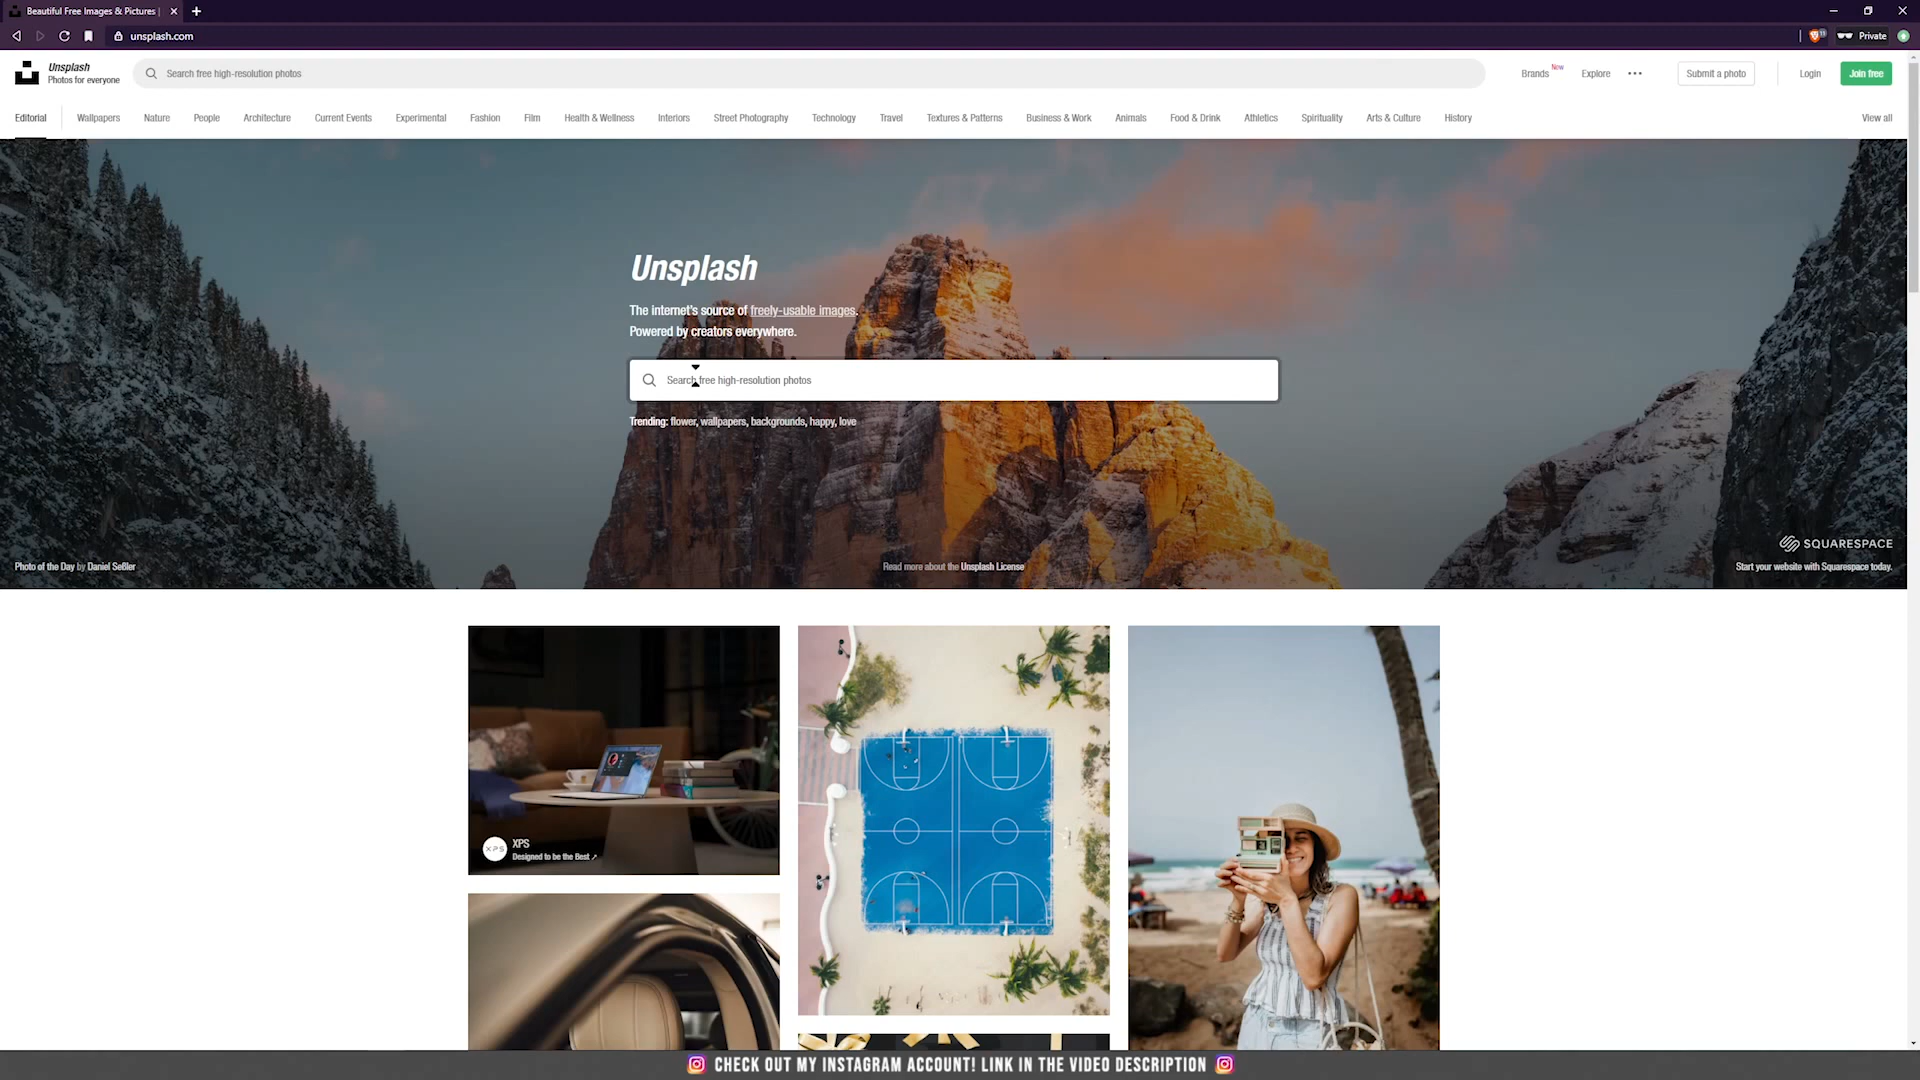 Beautiful Free Images & Pictures |
unsplash.com
Private
Unsplash
Photos for everyone
Search free high-resolution photos
Brands New
Explore
Submit a photo
Login
Join free
Editorial
Wallpapers
Nature
People
Architecture
Current Events
Experimental
Fashion
Film
Health & Wellness
Interiors
Street Photography
Technology
Travel
Textures & Patterns
Business & Work
Animals
Food & Drink
Athletics
Spirituality
Arts & Culture
History
View all
Unsplash
The internet's source of freely-usable images.
Powered by creators everywhere.
Search free high-resolution photos
Trending: flower, wallpapers, backgrounds, happy, love
SQUARESPACE
Photo of the Day by Daniel Seßler
Read more about the Unsplash License
Start your website with Squarespace today.
XPS
XPS
Designed to be the Best ↗
CHECK OUT MY INSTAGRAM ACCOUNT! LINK IN THE VIDEO DESCRIPTION